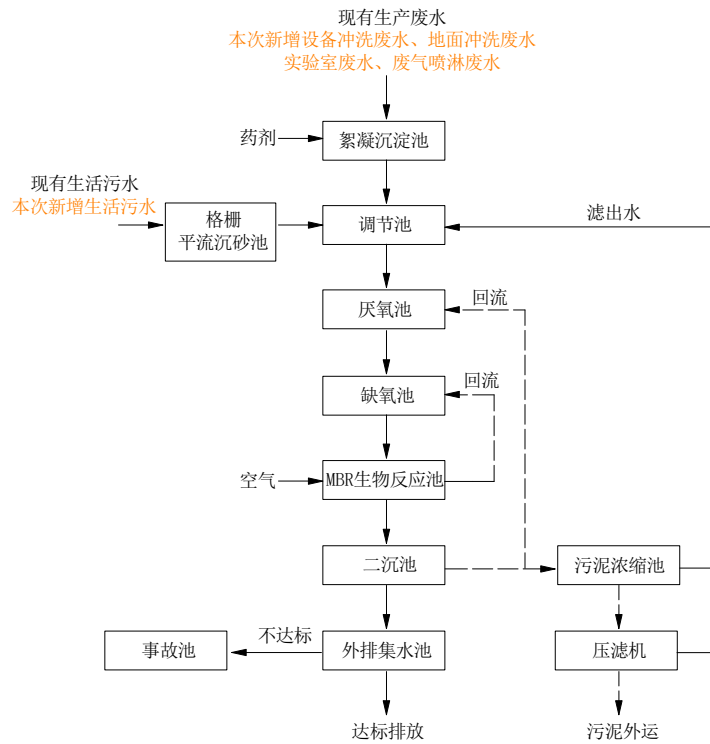 现有生产废水
本次新增设备冲洗废水、地面冲洗废水
实验室废水、废气喷淋废水
药剂
絮凝沉淀池
现有生活污水
本次新增生活污水
格栅
平流沉砂池
调节池
滤出水
厌氧池
回流
缺氧池
回流
空气
MBR生物反应池
二沉池
污泥浓缩池
事故池
不达标
外排集水池
压滤机
达标排放
污泥外运